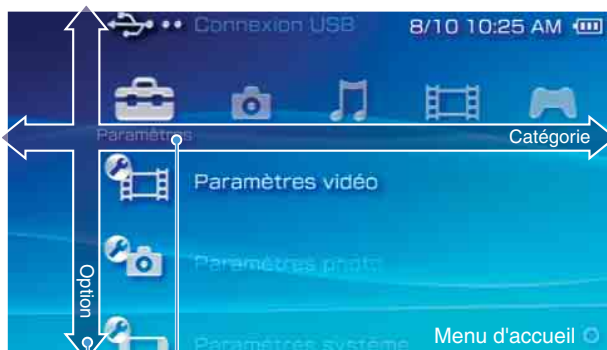 Connexion USB
8/10 10:25 AM
Paramètres
Catégorie
Paramètres vidéo
Option
Paramètres photo
Paramètres système
Menu d'accueil